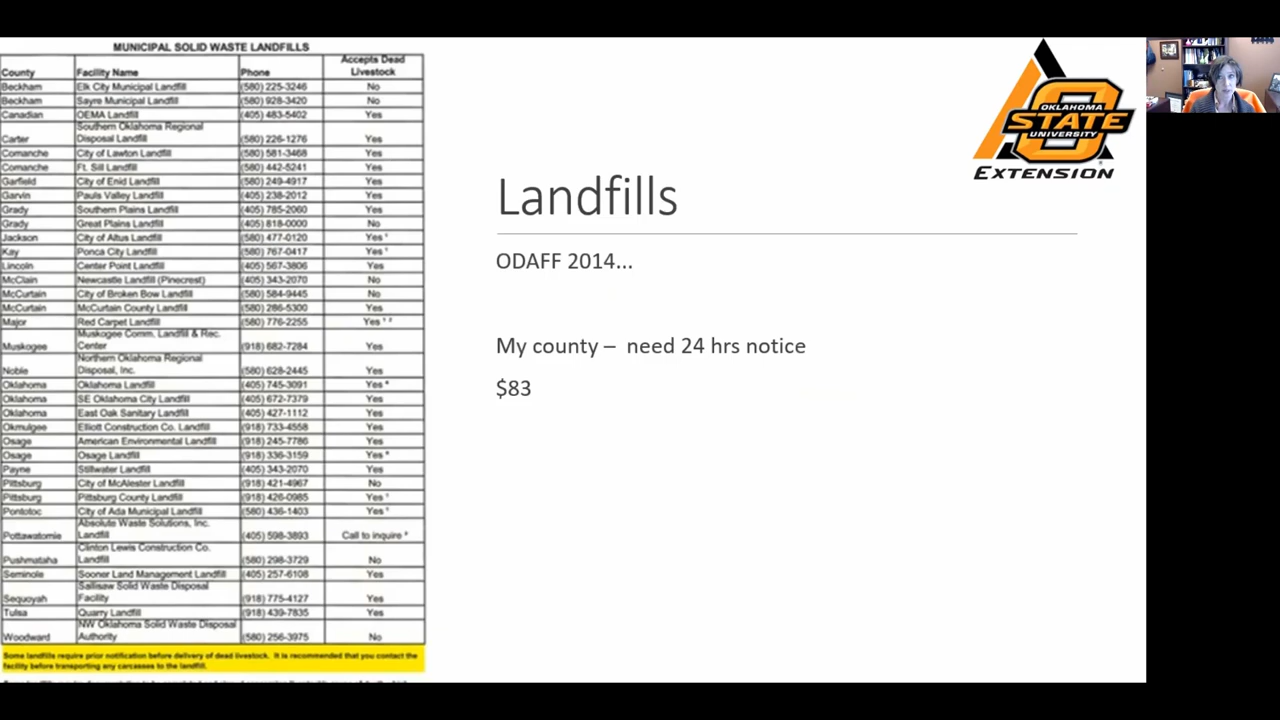 MUNICIPAL SOLID WASTE LANDFILLS
County Facility Name Phone Accepts Dead Livestock
Beckham Elk City Municipal Landfill (580) 225-3246 No
Beckham Sayre Municipal Landfill (580) 928-3420 No
Canadian OEMA Landfill (405) 483-5402 Yes
Carter Southern Oklahoma Regional Disposal Landfill (580) 226-1276 Yes
Comanche City of Lawton Landfill (580) 581-3468 Yes
Comanche Ft. Sill Landfill (580) 442-5241 Yes
Garfield City of Enid Landfill (580) 249-4917 Yes
Garvin Pauls Valley Landfill (405) 238-2012 Yes
Grady Southern Plains Landfill (405) 785-2060 Yes
Grady Great Plains Landfill (405) 818-0000 No
Jackson City of Altus Landfill (580) 477-0120 Yes
Kay Ponca City Landfill (580) 767-0417 Yes
Lincoln Center Point Landfill (405) 567-3806 Yes
McClain Newcastle Landfill (Pinecrest) (405) 343-2070 No
McCurtain City of Broken Bow Landfill (580) 584-9445 No
McCurtain McCurtain County Landfill (580) 286-5300 Yes
Major Red Carpet Landfill (580) 776-2255 Yes
Muskogee Muskogee Comm. Landfill & Rec. Center (918) 682-7284 Yes
Noble Northern Oklahoma Regional Disposal, Inc. (580) 628-2445 Yes
Oklahoma Oklahoma Landfill (405) 745-3091 Yes
Oklahoma SE Oklahoma City Landfill (405) 672-7379 Yes
Oklahoma East Oak Sanitary Landfill (405) 427-1112 Yes
Okmulgee Elliott Construction Co. Landfill (918) 733-4558 Yes
Osage American Environmental Landfill (918) 245-7786 Yes
Osage Osage Landfill (918) 336-3159 Yes
Payne Stillwater Landfill (405) 343-2070 Yes
Pittsburg City of McAlester Landfill (918) 421-4967 No
Pittsburg Pittsburg County Landfill (918) 426-0985 Yes
Pontotoc City of Ada Municipal Landfill (580) 436-1403 Yes
Pottawatomie Absolute Waste Solutions, Inc. Landfill (405) 598-3893 Call to inquire
Pushmataha Clinton Lewis Construction Co. Landfill (580) 298-3729 No
Seminole Sooner Land Management Landfill (405) 257-6108 Yes
Sequoyah Sallisaw Solid Waste Disposal Facility (918) 775-4127 Yes
Tulsa Quarry Landfill (918) 439-7835 Yes
Woodward NW Oklahoma Solid Waste Disposal Authority (580) 256-3975 No
Some landfills require prior notification before delivery of dead livestock. It is recommended that you contact the
facility before transporting any carcasses to the landfill.
OKLAHOMA
STATE
UNIVERSITY
EXTENSION
Landfills
ODAFF 2014...
My county – need 24 hrs notice
$83